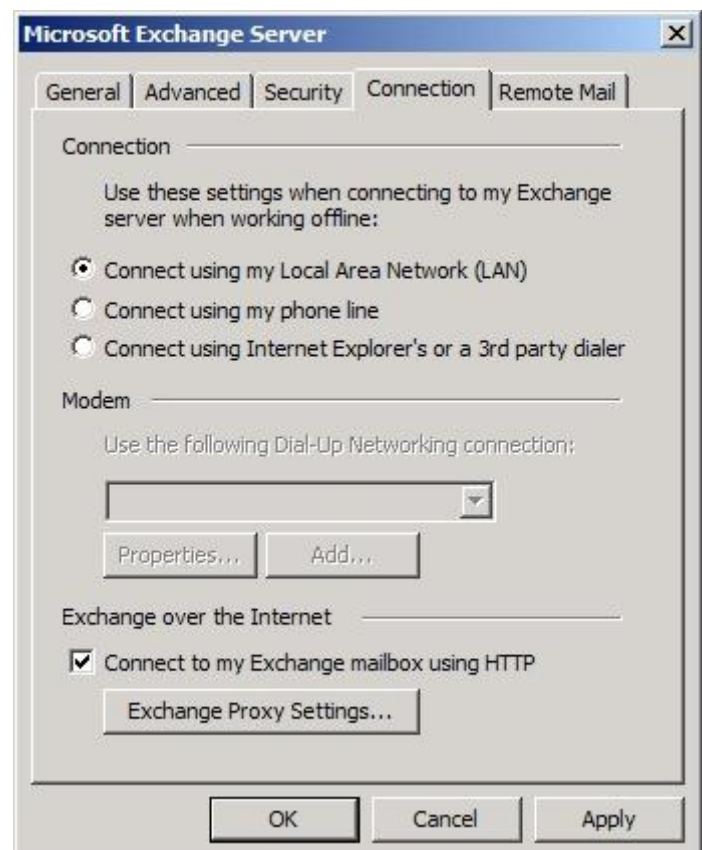 Microsoft Exchange Server
General Advanced Security Connection Remote Mail
Connection
Use these settings when connecting to my Exchange
server when working offline:
Connect using my Local Area Network (LAN)
Connect using my phone line
Connect using Internet Explorer's or a 3rd party dialer
Modem
Use the following Dial-Up Networking connection:
Properties... Add...
Exchange over the Internet
Connect to my Exchange mailbox using HTTP
Exchange Proxy Settings...
OK Cancel Apply